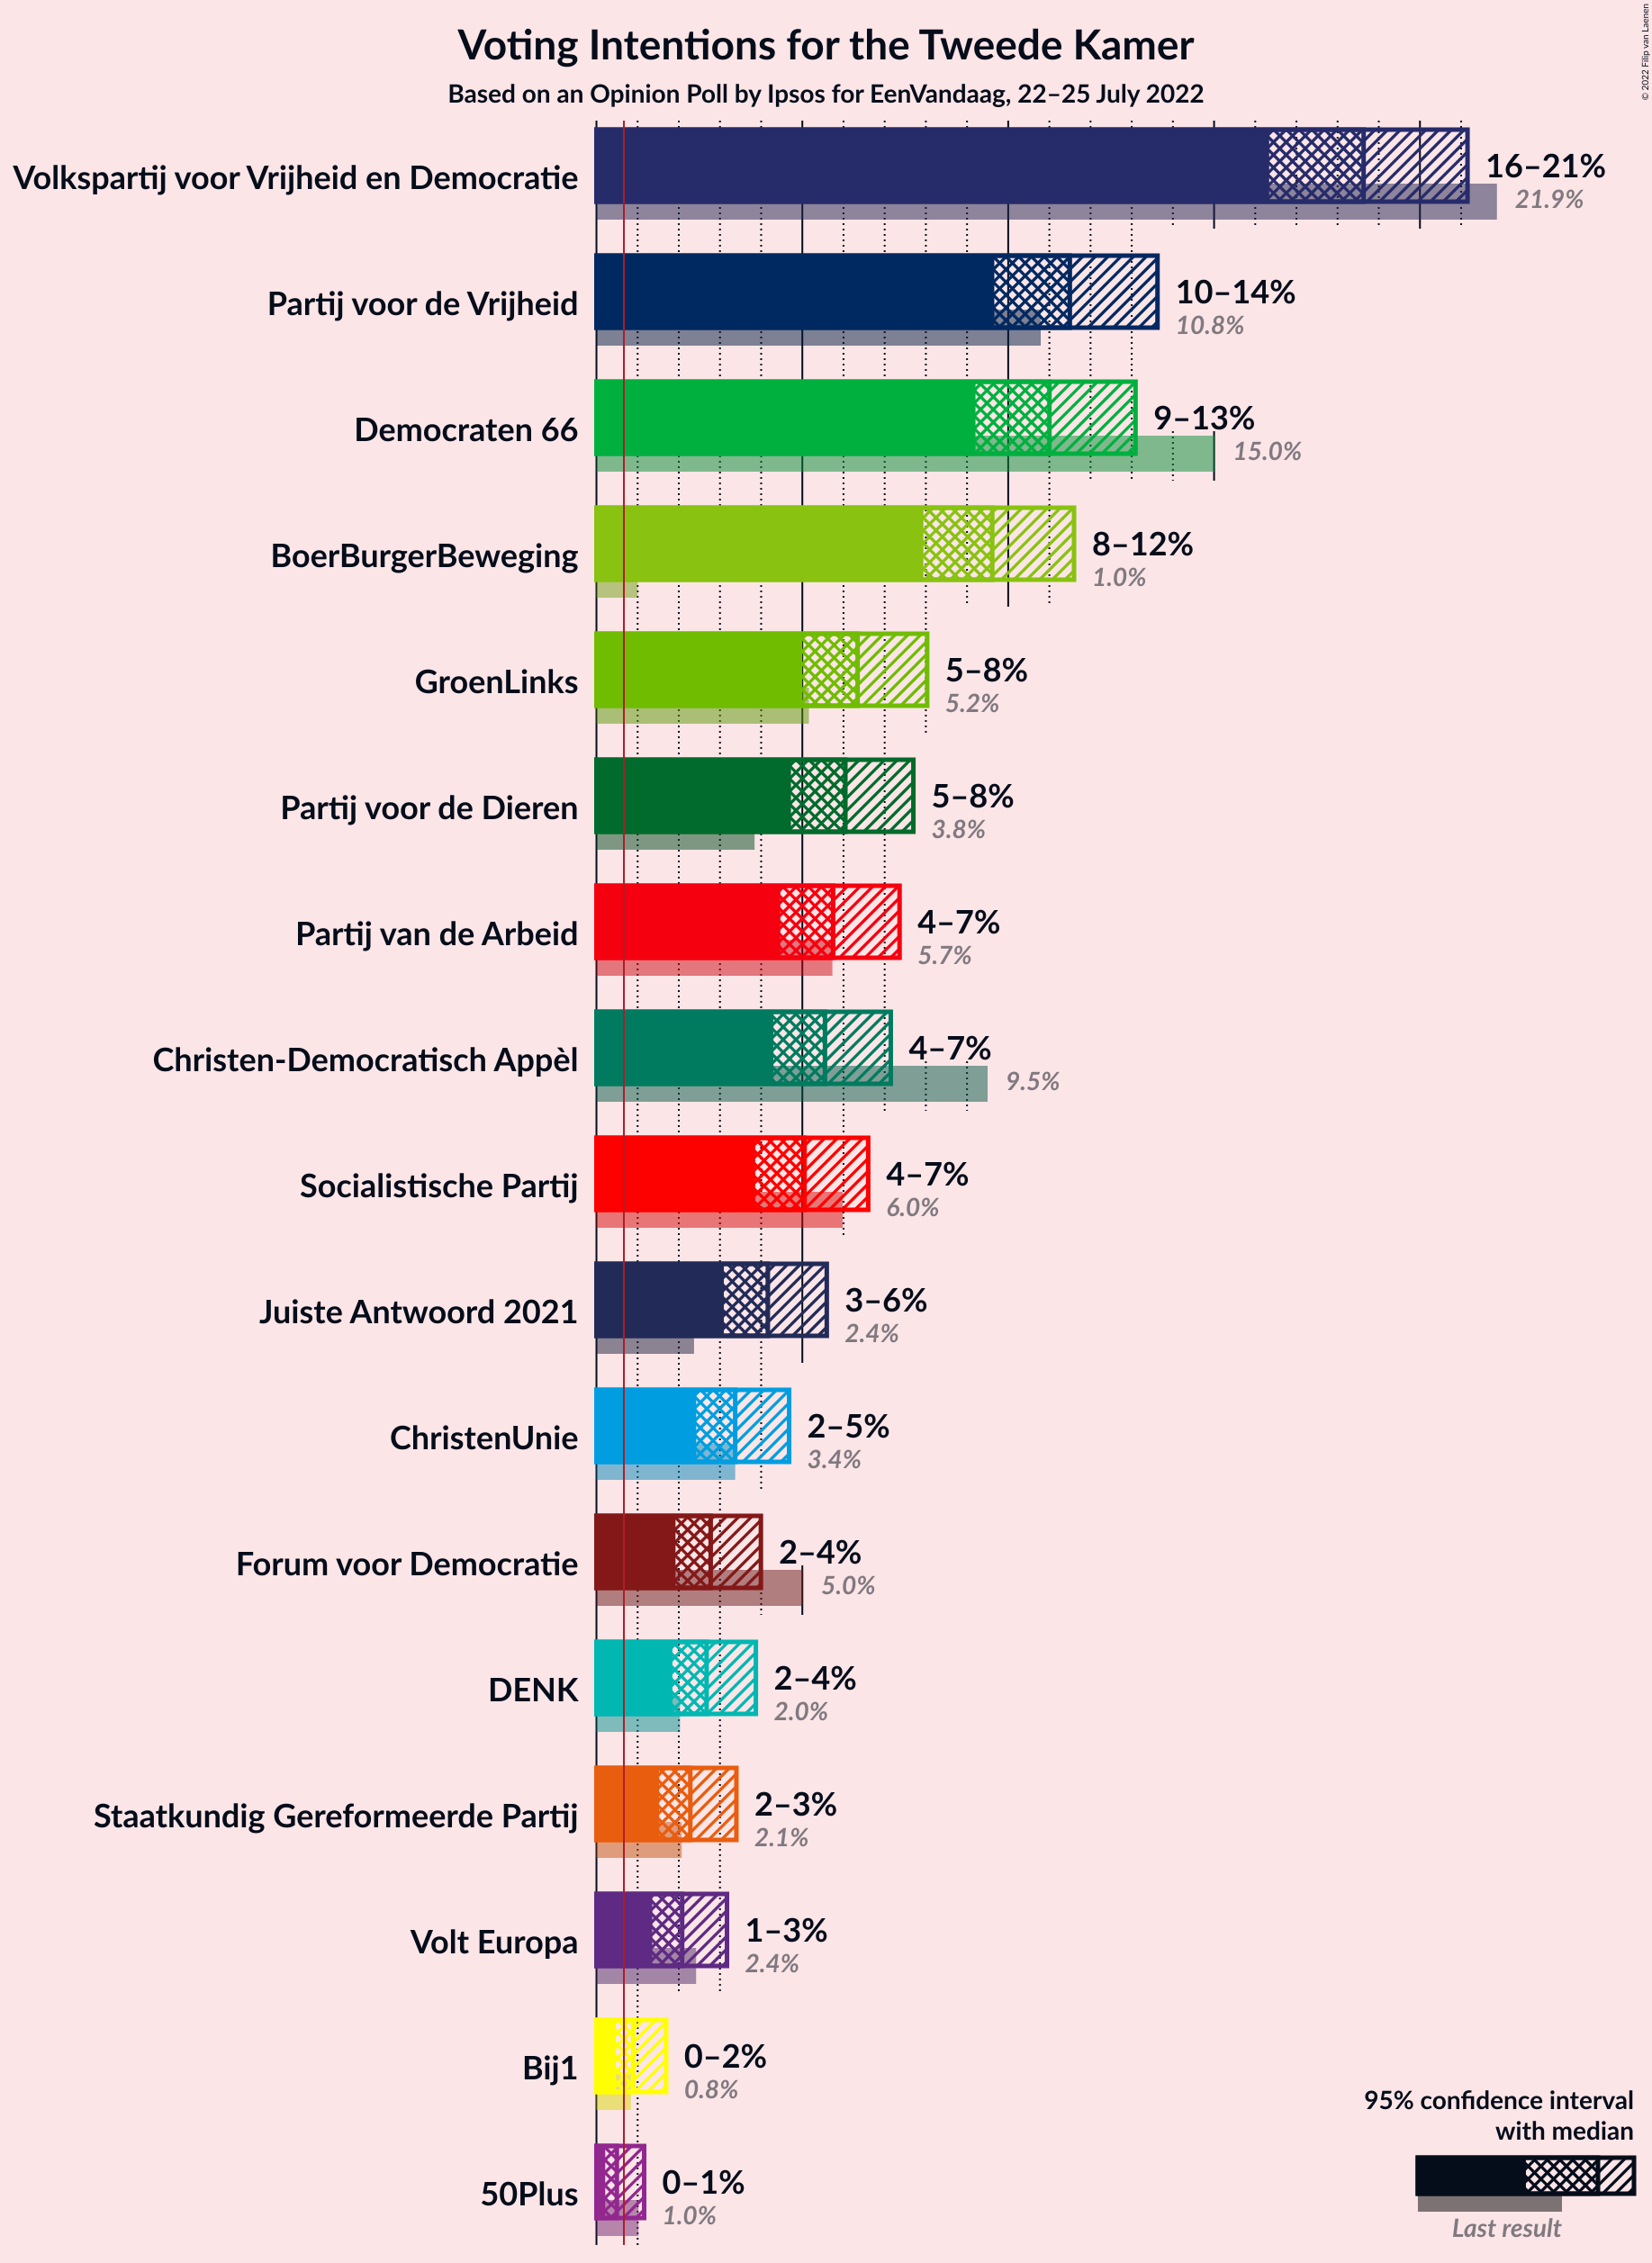 © 2022 Filip van Laenen
Voting Intentions for the Tweede Kamer
Based on an Opinion Poll by Ipsos for EenVandaag, 22–25 July 2022
Volkspartij voor Vrijheid en Democratie
16–21%
21.9%
Partij voor de Vrijheid
10–14%
10.8%
Democraten 66
9–13%
15.0%
BoerBurgerBeweging
8–12%
1.0%
GroenLinks
5–8%
5.2%
Partij voor de Dieren
5–8%
3.8%
Partij van de Arbeid
4–7%
5.7%
Christen-Democratisch Appèl
4–7%
9.5%
Socialistische Partij
4–7%
6.0%
Juiste Antwoord 2021
3–6%
2.4%
ChristenUnie
2–5%
3.4%
Forum voor Democratie
2–4%
5.0%
DENK
2–4%
2.0%
Staatkundig Gereformeerde Partij
2–3%
2.1%
Volt Europa
1–3%
2.4%
Bij1
0–2%
0.8%
50Plus
0–1%
1.0%
95% confidence interval
with median
Last result